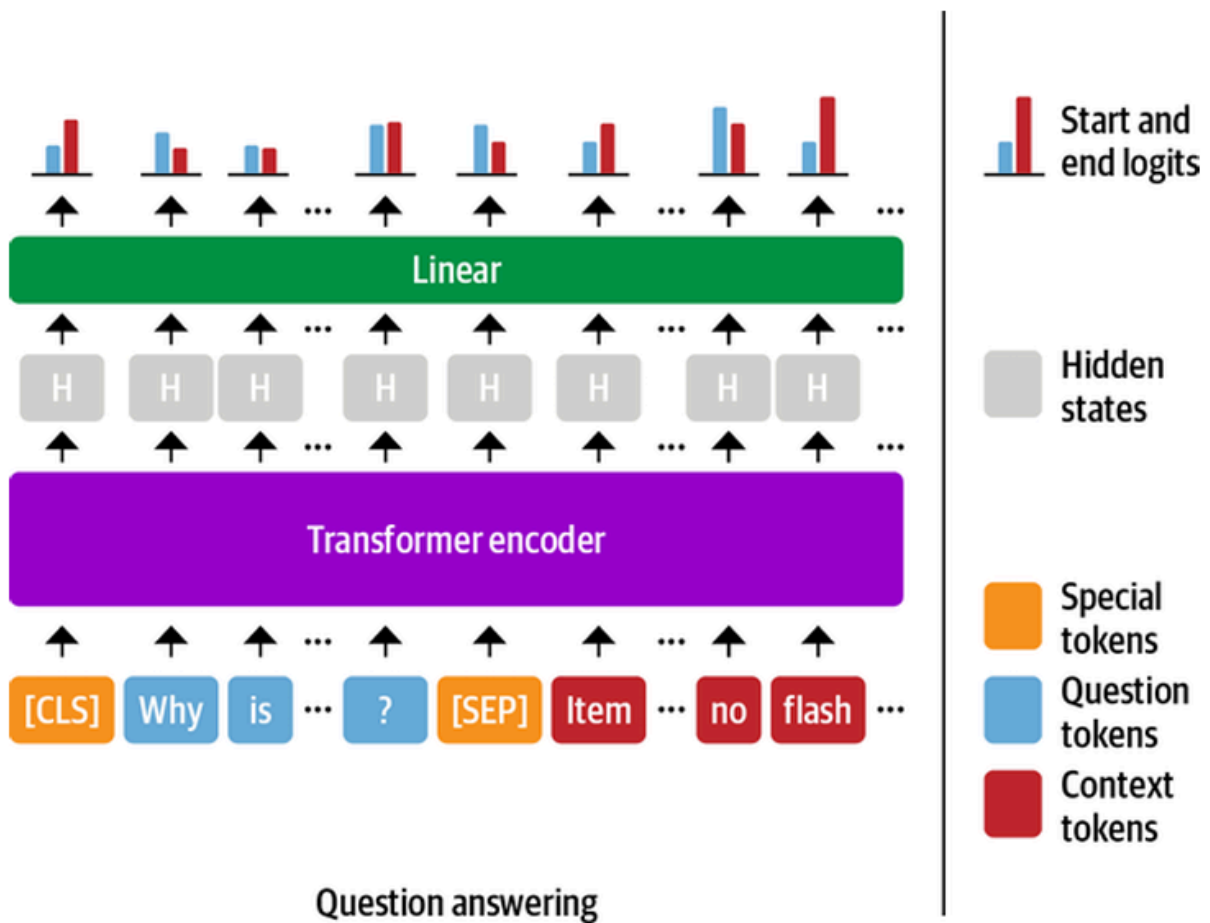 Start and
end logits
...
...
...
Linear
...
...
...
H H H H H H H H
Hidden
states
...
...
...
Transformer encoder
...
...
[CLS] Why is ... ? [SEP] Item ... no flash ...
Special
tokens
Question
tokens
Context
tokens
Question answering